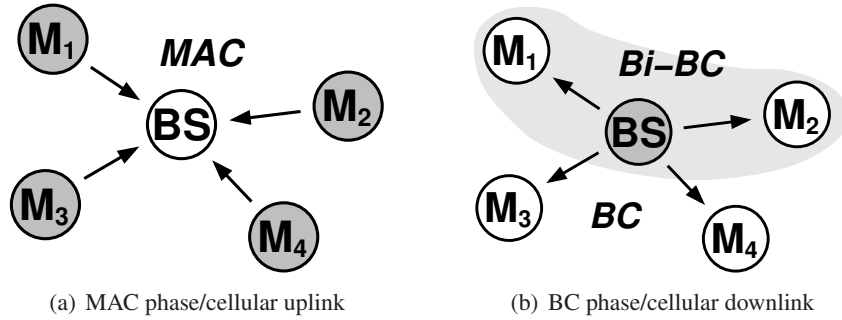 M₁
MAC
BS
M₂
M₃
M₄
(a) MAC phase/cellular uplink
M₁
Bi–BC
BS
M₂
M₃
BC
M₄
(b) BC phase/cellular downlink